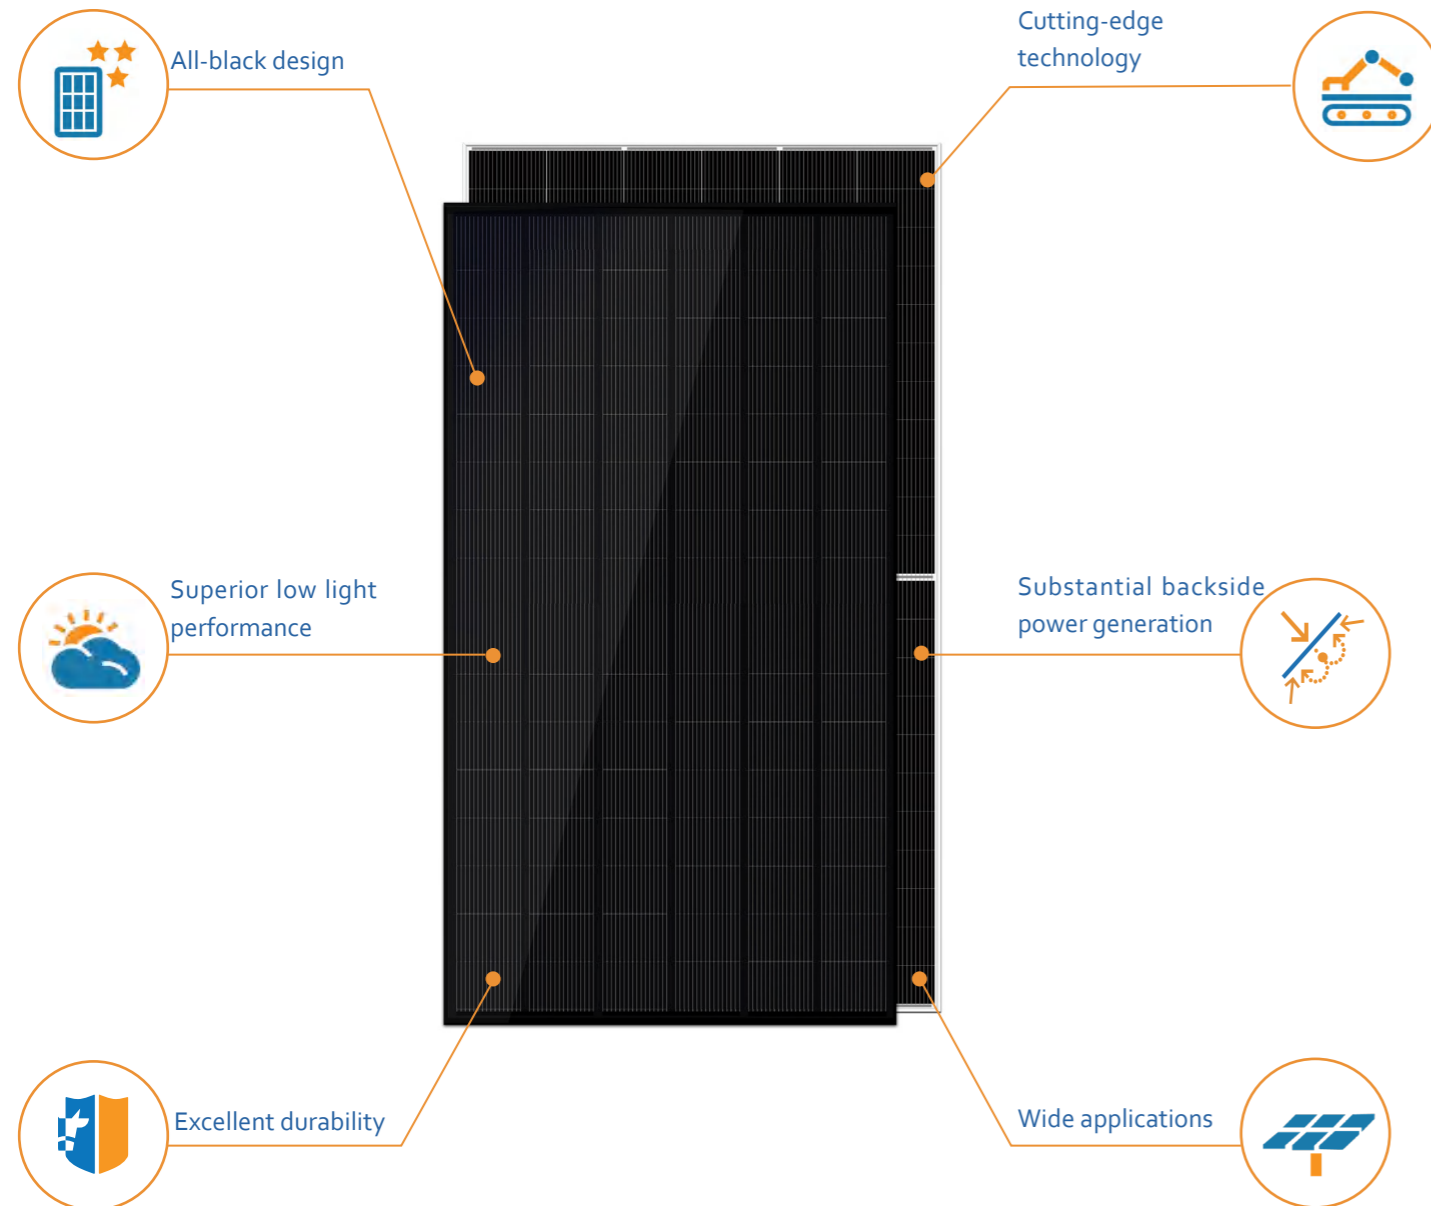 All-black design
Cutting-edge
technology
Superior low light
performance
Substantial backside
power generation
Excellent durability
Wide applications